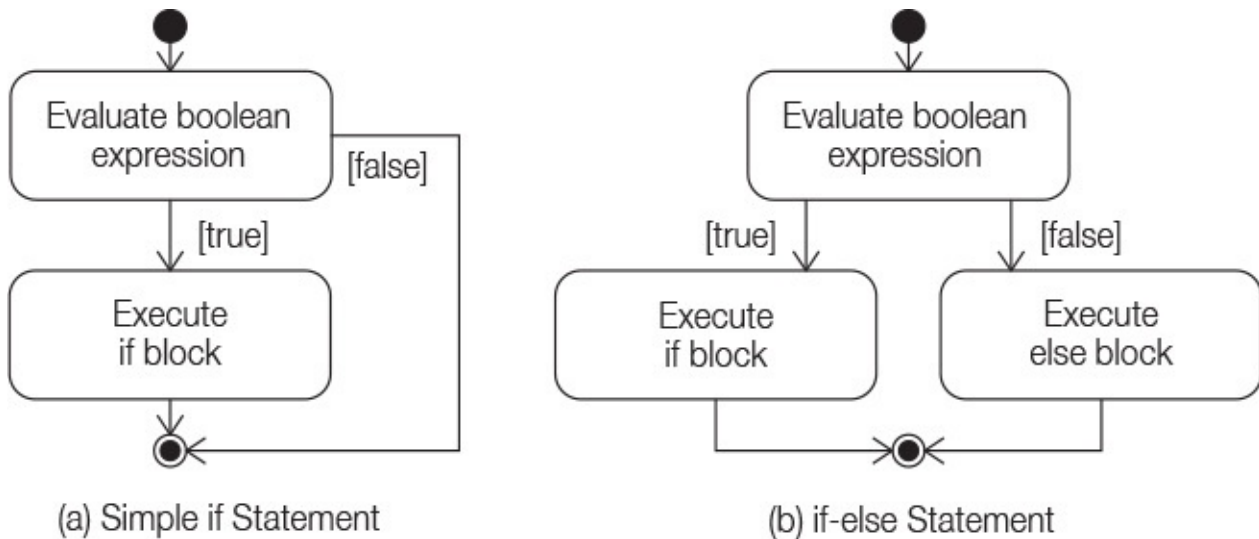 Evaluate boolean
expression
[false]
[true]
Execute
if block
(a) Simple if Statement
Evaluate boolean
expression
[true]
[false]
Execute
if block
Execute
else block
(b) if-else Statement